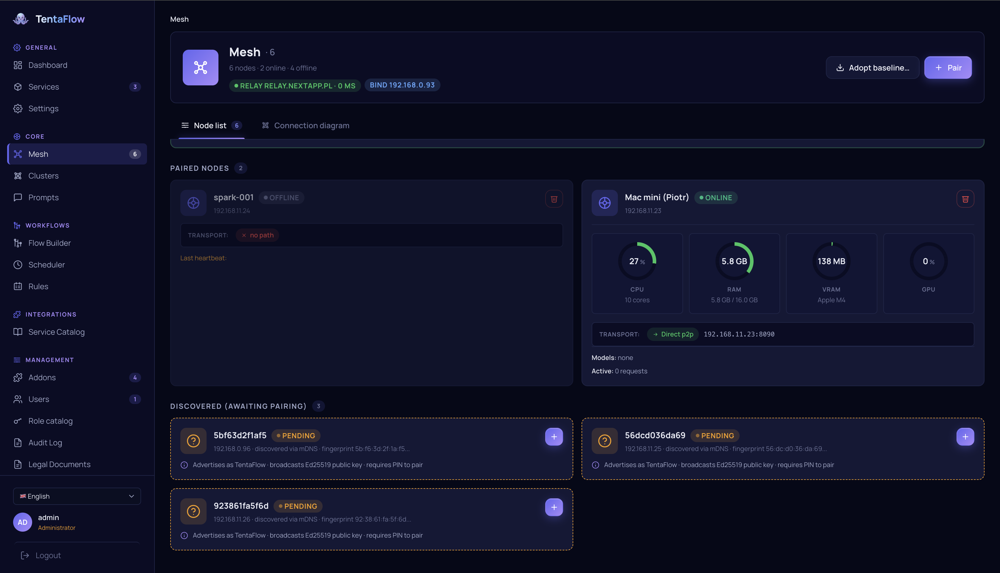 TentaFlow
GENERAL
Dashboard
Services 3
Settings
CORE
Mesh 6
Clusters
Prompts
WORKFLOWS
Flow Builder
Scheduler
Rules
INTEGRATIONS
Service Catalog
MANAGEMENT
Addons 4
Users 1
Role catalog
Audit Log
Legal Documents
🇬🇧 English
AD
admin
Administrator
Logout
Mesh
Mesh · 6
6 nodes · 2 online · 4 offline
RELAY RELAY.NEXTAPP.PL · 0 MS
BIND 192.168.0.93
Adopt baseline...
+ Pair
Node list 6
Connection diagram
PAIRED NODES 2
spark-001 OFFLINE
192.168.11.24
TRANSPORT: × no path
Last heartbeat:
Mac mini (Piotr) ONLINE
192.168.11.23
27 %
CPU
10 cores
5.8 GB
RAM
5.8 GB / 16.0 GB
138 MB
VRAM
Apple M4
0 %
GPU
TRANSPORT: → Direct p2p 192.168.11.23:8090
Models: none
Active: 0 requests
DISCOVERED (AWAITING PAIRING) 3
5bf63d2f1af5 PENDING
192.168.0.96 · discovered via mDNS · fingerprint 5b:f6:3d:2f:1a:f5...
Advertises as TentaFlow · broadcasts Ed25519 public key · requires PIN to pair
56dcd036da69 PENDING
192.168.11.25 · discovered via mDNS · fingerprint 56:dc:d0:36:da:69...
Advertises as TentaFlow · broadcasts Ed25519 public key · requires PIN to pair
923861fa5f6d PENDING
192.168.11.26 · discovered via mDNS · fingerprint 92:38:61:fa:5f:6d...
Advertises as TentaFlow · broadcasts Ed25519 public key · requires PIN to pair